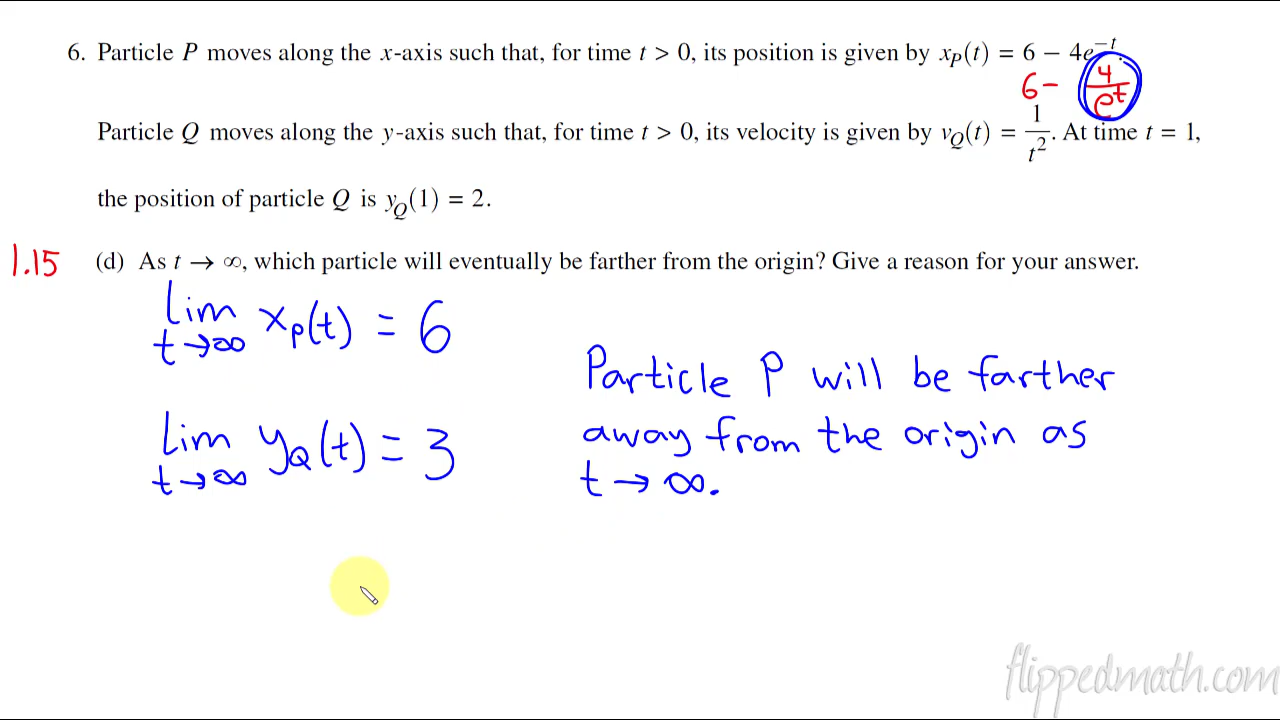 6. Particle P moves along the x-axis such that, for time t > 0, its position is given by x_P(t) = 6 − 4e^{−t}.
6 − 4/e^t
Particle Q moves along the y-axis such that, for time t > 0, its velocity is given by v_Q(t) = 1/t^2. At time t = 1,
the position of particle Q is y_Q(1) = 2.
1.15 (d) As t → ∞, which particle will eventually be farther from the origin? Give a reason for your answer.
lim t→∞ x_P(t) = 6
lim t→∞ y_Q(t) = 3
Particle P will be farther
away from the origin as
t → ∞.
flippedmath.com